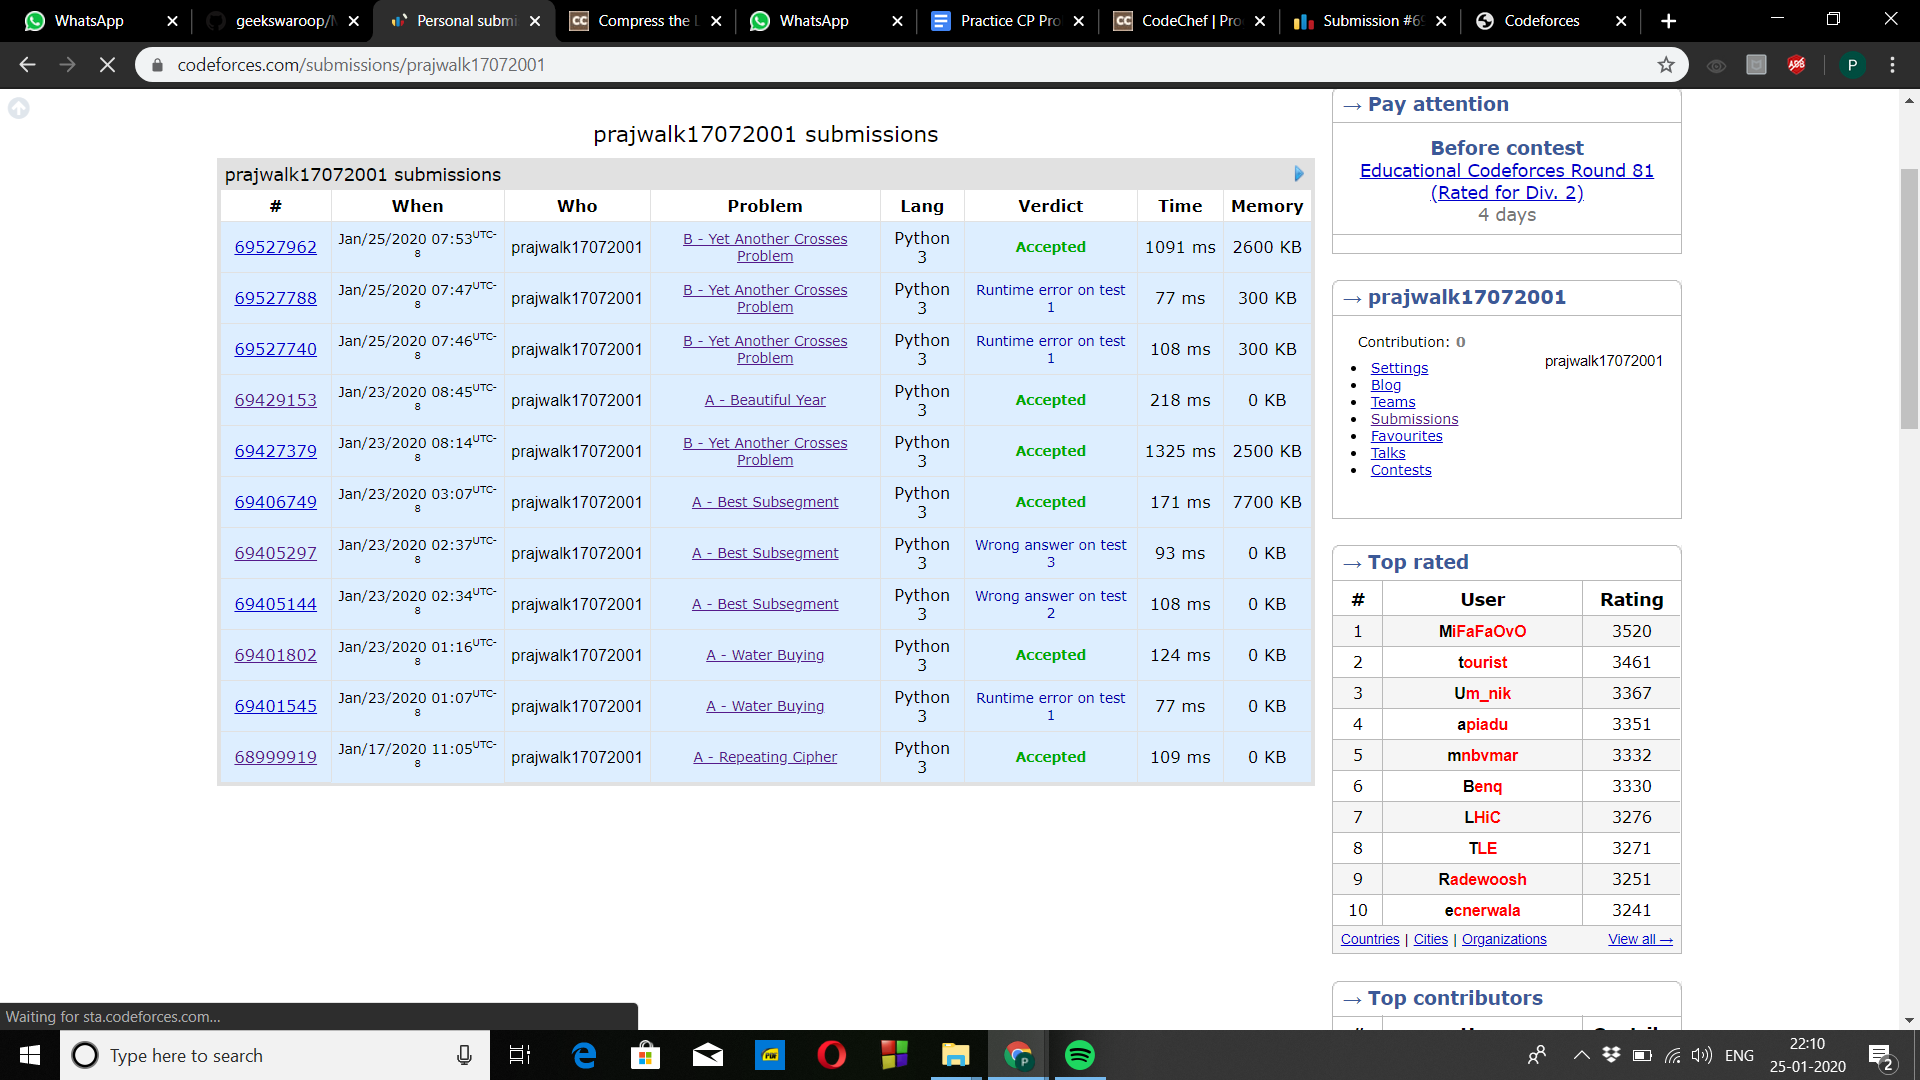 WhatsApp
geekswaroop/
Personal submi
Compress the
WhatsApp
Practice CP Pro
CodeChef | Pro
Submission #69
Codeforces
codeforces.com/submissions/prajwalk17072001
P
prajwalk17072001 submissions
prajwalk17072001 submissions
# When Who Problem Lang Verdict Time Memory
69527962 Jan/25/2020 07:53UTC-8 prajwalk17072001 B - Yet Another Crosses Problem Python 3 Accepted 1091 ms 2600 KB
69527788 Jan/25/2020 07:47UTC-8 prajwalk17072001 B - Yet Another Crosses Problem Python 3 Runtime error on test 1 77 ms 300 KB
69527740 Jan/25/2020 07:46UTC-8 prajwalk17072001 B - Yet Another Crosses Problem Python 3 Runtime error on test 1 108 ms 300 KB
69429153 Jan/23/2020 08:45UTC-8 prajwalk17072001 A - Beautiful Year Python 3 Accepted 218 ms 0 KB
69427379 Jan/23/2020 08:14UTC-8 prajwalk17072001 B - Yet Another Crosses Problem Python 3 Accepted 1325 ms 2500 KB
69406749 Jan/23/2020 03:07UTC-8 prajwalk17072001 A - Best Subsegment Python 3 Accepted 171 ms 7700 KB
69405297 Jan/23/2020 02:37UTC-8 prajwalk17072001 A - Best Subsegment Python 3 Wrong answer on test 3 93 ms 0 KB
69405144 Jan/23/2020 02:34UTC-8 prajwalk17072001 A - Best Subsegment Python 3 Wrong answer on test 2 108 ms 0 KB
69401802 Jan/23/2020 01:16UTC-8 prajwalk17072001 A - Water Buying Python 3 Accepted 124 ms 0 KB
69401545 Jan/23/2020 01:07UTC-8 prajwalk17072001 A - Water Buying Python 3 Runtime error on test 1 77 ms 0 KB
68999919 Jan/17/2020 11:05UTC-8 prajwalk17072001 A - Repeating Cipher Python 3 Accepted 109 ms 0 KB
→ Pay attention
Before contest
Educational Codeforces Round 81
(Rated for Div. 2)
4 days
→ prajwalk17072001
Contribution: 0
prajwalk17072001
Settings
Blog
Teams
Submissions
Favourites
Talks
Contests
→ Top rated
# User Rating
1 MiFaFaOvO 3520
2 tourist 3461
3 Um_nik 3367
4 apiadu 3351
5 mnbvmar 3332
6 Benq 3330
7 LHiC 3276
8 TLE 3271
9 Radewoosh 3251
10 ecnerwala 3241
Countries | Cities | Organizations View all →
→ Top contributors
Waiting for sta.codeforces.com...
Type here to search
ENG
22:10
25-01-2020
2